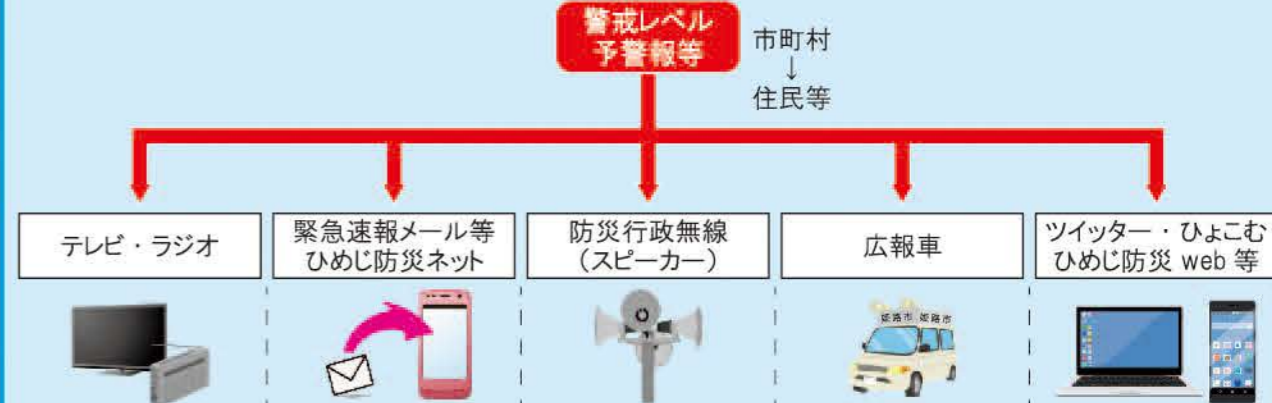 警戒レベル
予警報等
市町村
↓
住民等
テレビ・ラジオ
緊急速報メール等
ひめじ防災ネット
防災行政無線
（スピーカー）
広報車
ツイッター・ひょこむ
ひめじ防災 web 等
姫路市 姫路市